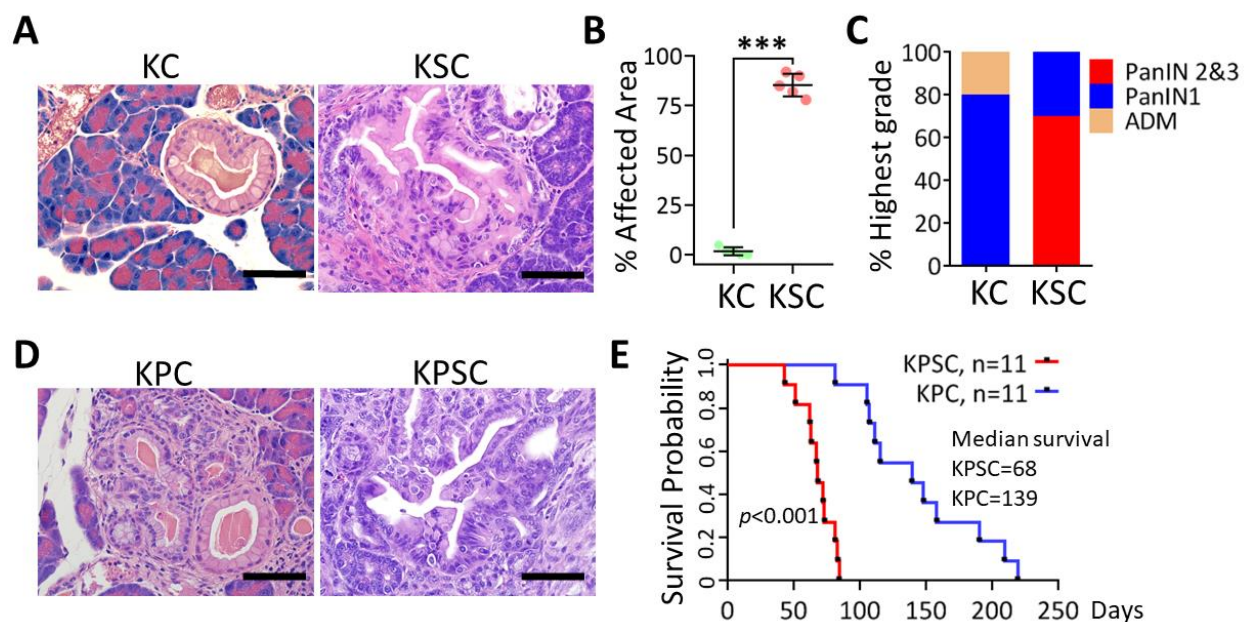 A
KC
KSC
B
% Affected Area
100
75
50
25
0
***
KC
KSC
C
% Highest grade
100
80
60
40
20
0
KC
KSC
PanIN 2&3
PanIN1
ADM
D
KPC
KPSC
E
Survival Probability
1.0
0.8
0.6
0.4
0.2
0
KPSC, n=11
KPC, n=11
Median survival
KPSC=68
KPC=139
p<0.001
0 50 100 150 200 250 Days